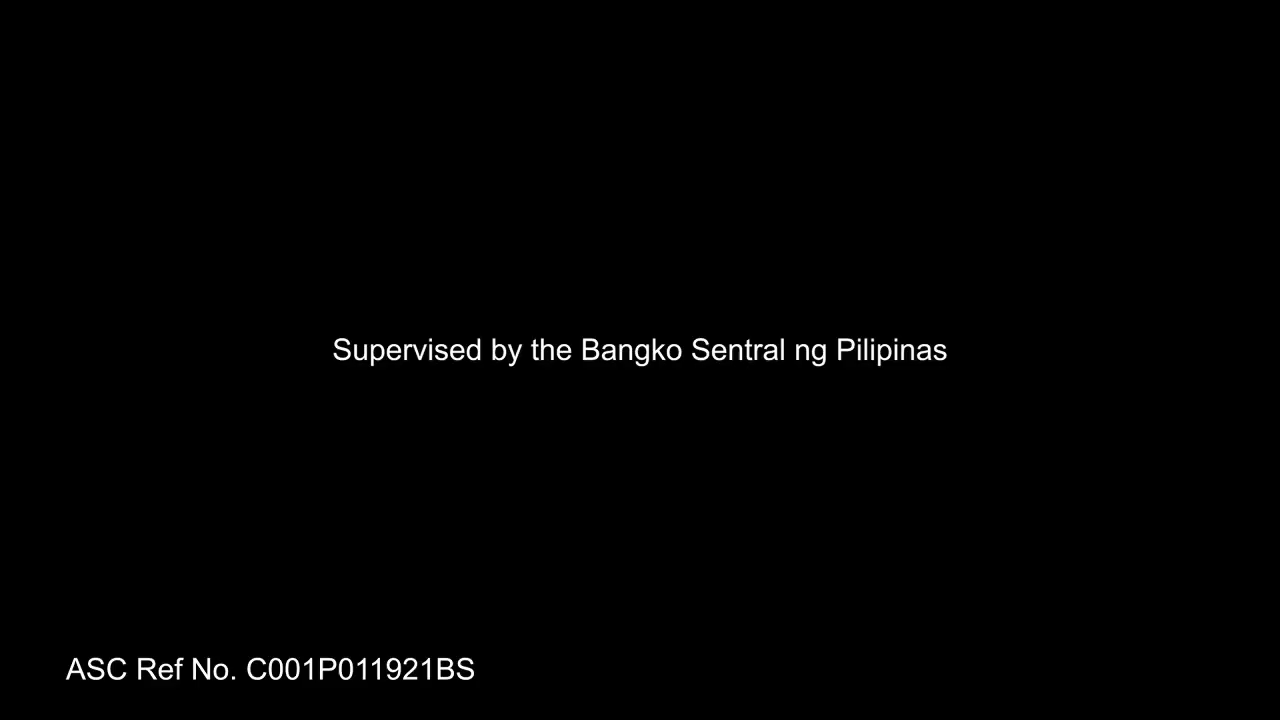 Supervised by the Bangko Sentral ng Pilipinas
ASC Ref No. C001P011921BS